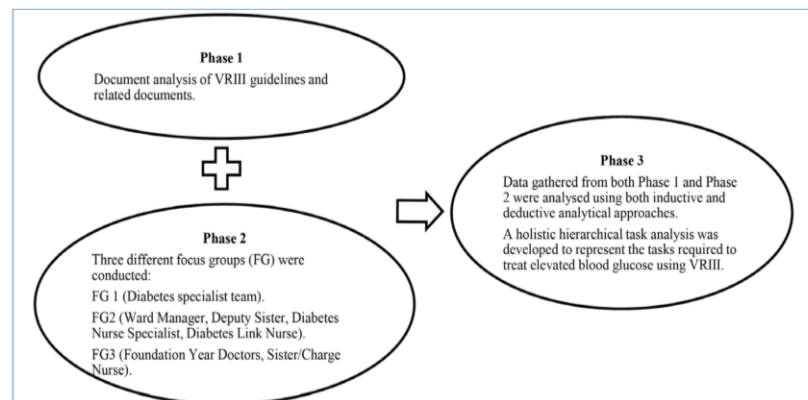 Phase 1
Document analysis of VRIII guidelines and
related documents.
Phase 2
Three different focus groups (FG) were
conducted:
FG 1 (Diabetes specialist team).
FG2 (Ward Manager, Deputy Sister, Diabetes
Nurse Specialist, Diabetes Link Nurse).
FG3 (Foundation Year Doctors, Sister/Charge
Nurse).
Phase 3
Data gathered from both Phase 1 and Phase
2 were analysed using both inductive and
deductive analytical approaches.
A holistic hierarchical task analysis was
developed to represent the tasks required to
treat elevated blood glucose using VRIII.